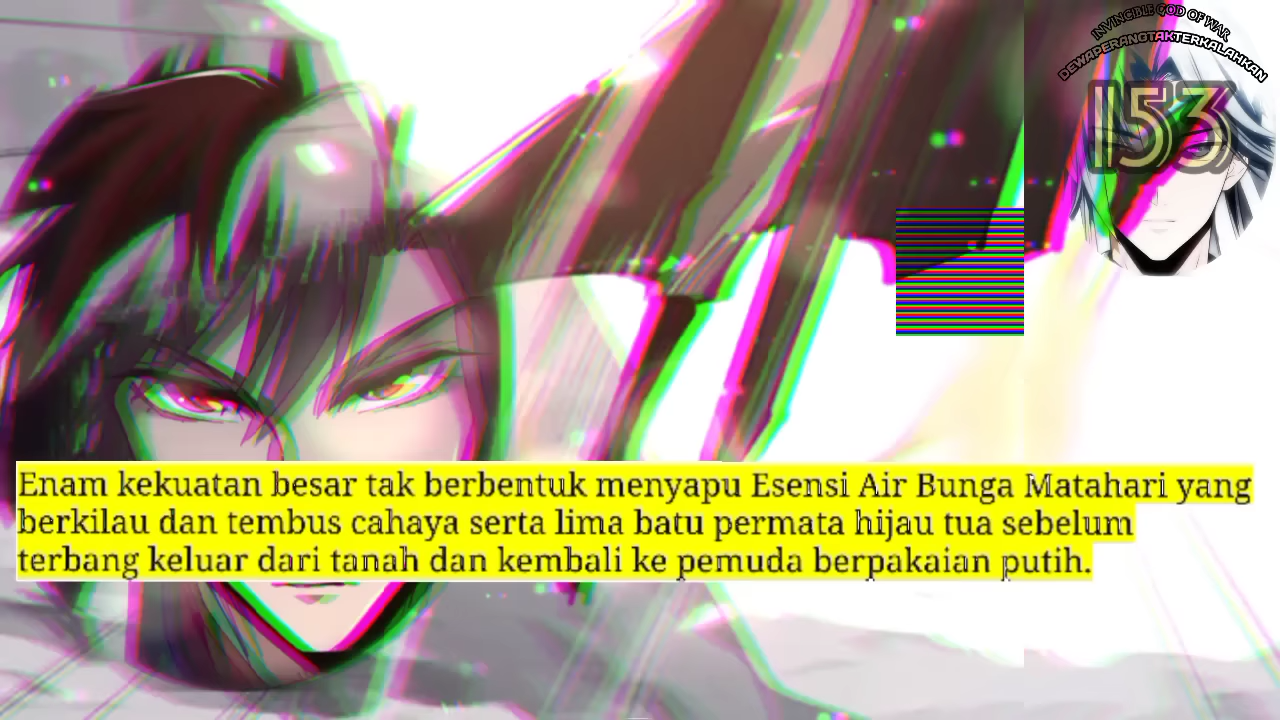 INVINCIBLE GOD OF WAR
DEWAPERANGTAKTERKALAHKAN
153
Enam kekuatan besar tak berbentuk menyapu Esensi Air Bunga Matahari yang
berkilau dan tembus cahaya serta lima batu permata hijau tua sebelum
terbang keluar dari tanah dan kembali ke pemuda berpakaian putih.